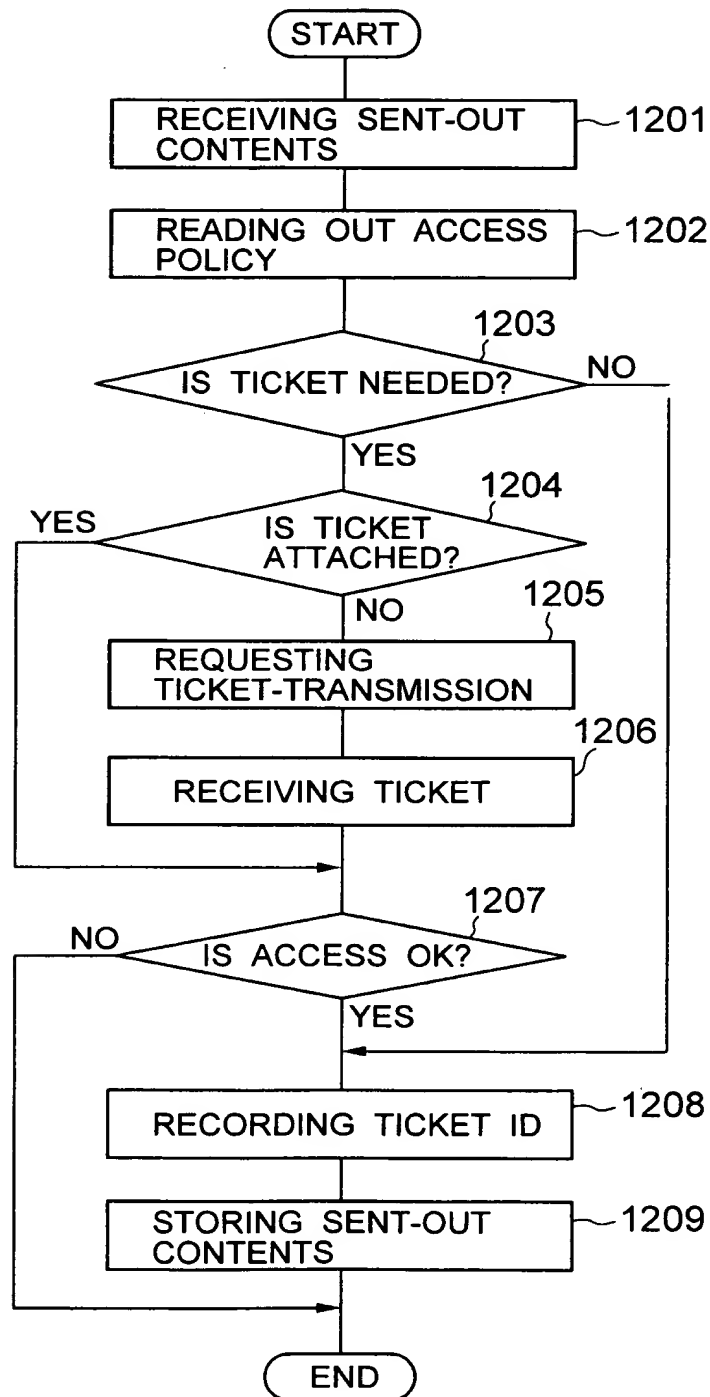 START
RECEIVING SENT-OUT
CONTENTS
1201
READING OUT ACCESS
POLICY
1202
1203
IS TICKET NEEDED?
NO
YES
1204
YES
IS TICKET
ATTACHED?
NO
1205
REQUESTING
TICKET-TRANSMISSION
1206
RECEIVING TICKET
1207
NO
IS ACCESS OK?
YES
RECORDING TICKET ID
1208
STORING SENT-OUT
CONTENTS
1209
END